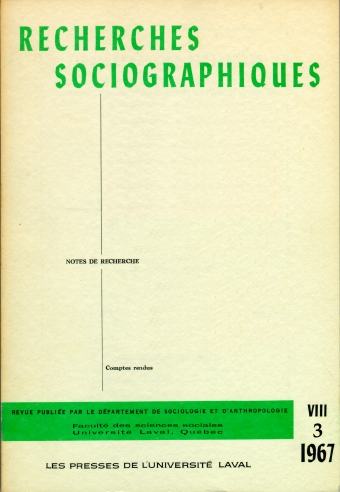 RECHERCHES
SOCIOGRAPHIQUES
NOTES DE RECHERCHE
Comptes rendus
REVUE PUBLIÉE PAR LE DÉPARTEMENT DE SOCIOLOGIE ET D'ANTHROPOLOGIE
Faculté des sciences sociales
Université Laval, Québec
VIII
3
1967
LES PRESSES DE L'UNIVERSITÉ LAVAL